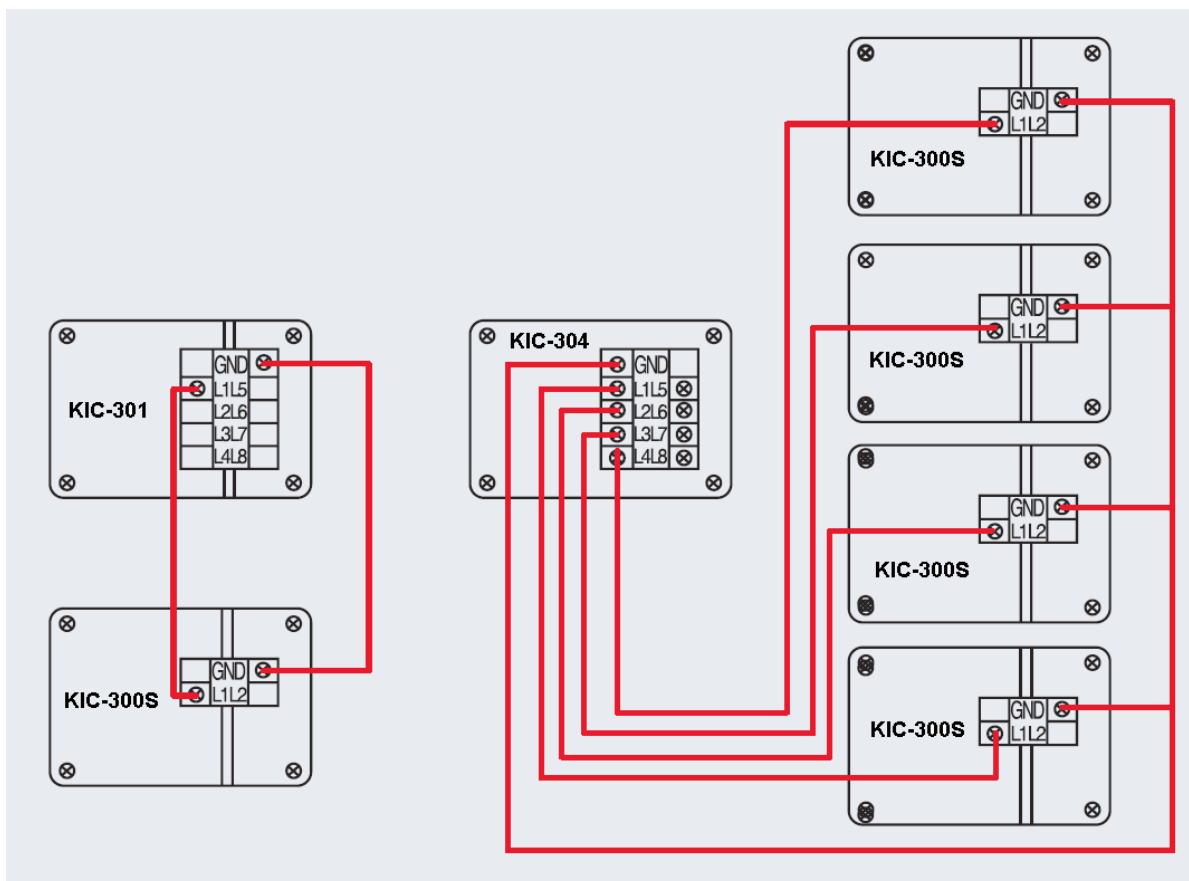 KIC-301
GND
L1L5
L2L6
L3L7
L4L8
KIC-300S
GND
L1L2
KIC-304
GND
L1L5
L2L6
L3L7
L4L8
GND
L1L2
KIC-300S
GND
L1L2
KIC-300S
GND
L1L2
KIC-300S
GND
L1L2
KIC-300S